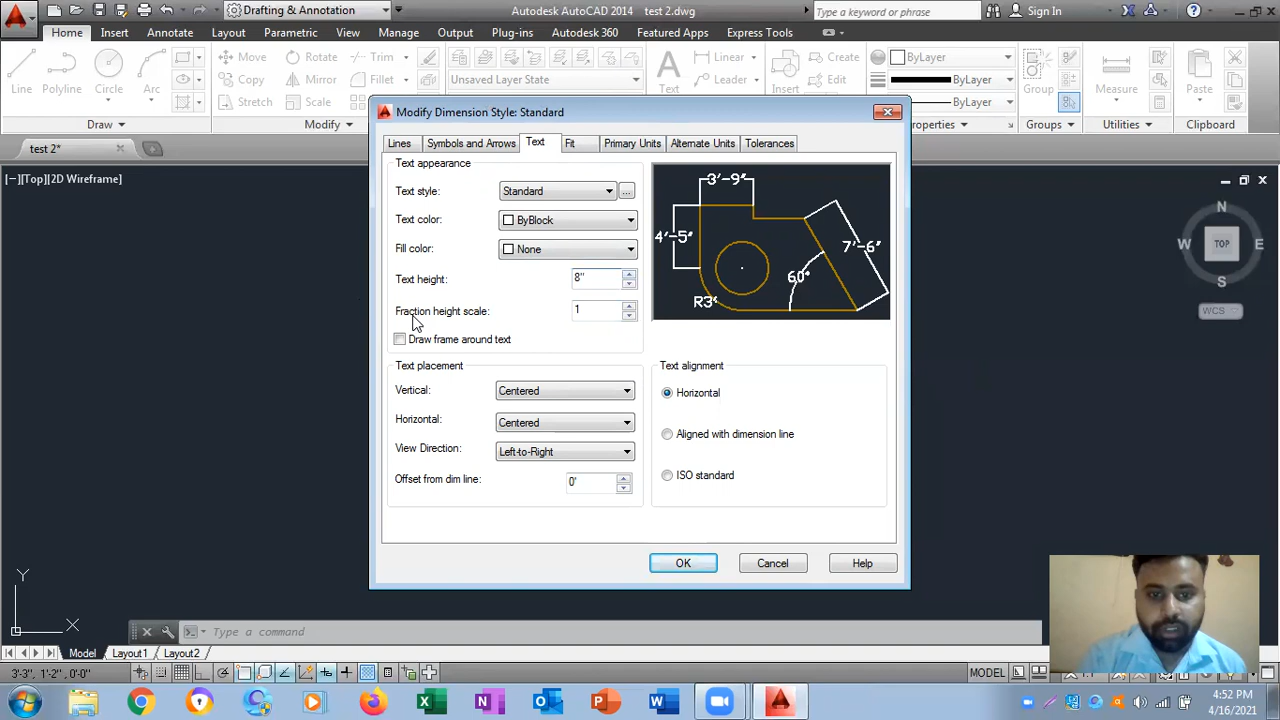 Drafting & Annotation
Autodesk AutoCAD 2014 test 2.dwg
Type a keyword or phrase
Sign In
Home Insert Annotate Layout Parametric View Manage Output Plug-ins Autodesk 360 Featured Apps Express Tools
Line Polyline Circle Arc
Move Rotate Trim
Copy Mirror Fillet
Stretch Scale
Unsaved Layer State
Text
Linear
Leader
Insert
Create
Edit
ByLayer
ByLayer
ByLayer
Group
Measure
Paste
Draw Modify roperties Groups Utilities Clipboard
test 2*
[–][Top][2D Wireframe]
Modify Dimension Style: Standard
Lines Symbols and Arrows Text Fit Primary Units Alternate Units Tolerances
Text appearance
Text style: Standard ...
Text color: ByBlock
Fill color: None
Text height: 8"
Fraction height scale: 1
Draw frame around text
3'-9"
4'-5"
7'-6"
60°
R3"
Text placement
Vertical: Centered
Horizontal: Centered
View Direction: Left-to-Right
Offset from dim line: 0'
Text alignment
Horizontal
Aligned with dimension line
ISO standard
OK Cancel Help
N
W TOP E
S
WCS
Y
X
Type a command
Model Layout1 Layout2
3'-3", 1'-2", 0'-0"
MODEL
4:52 PM
4/16/2021